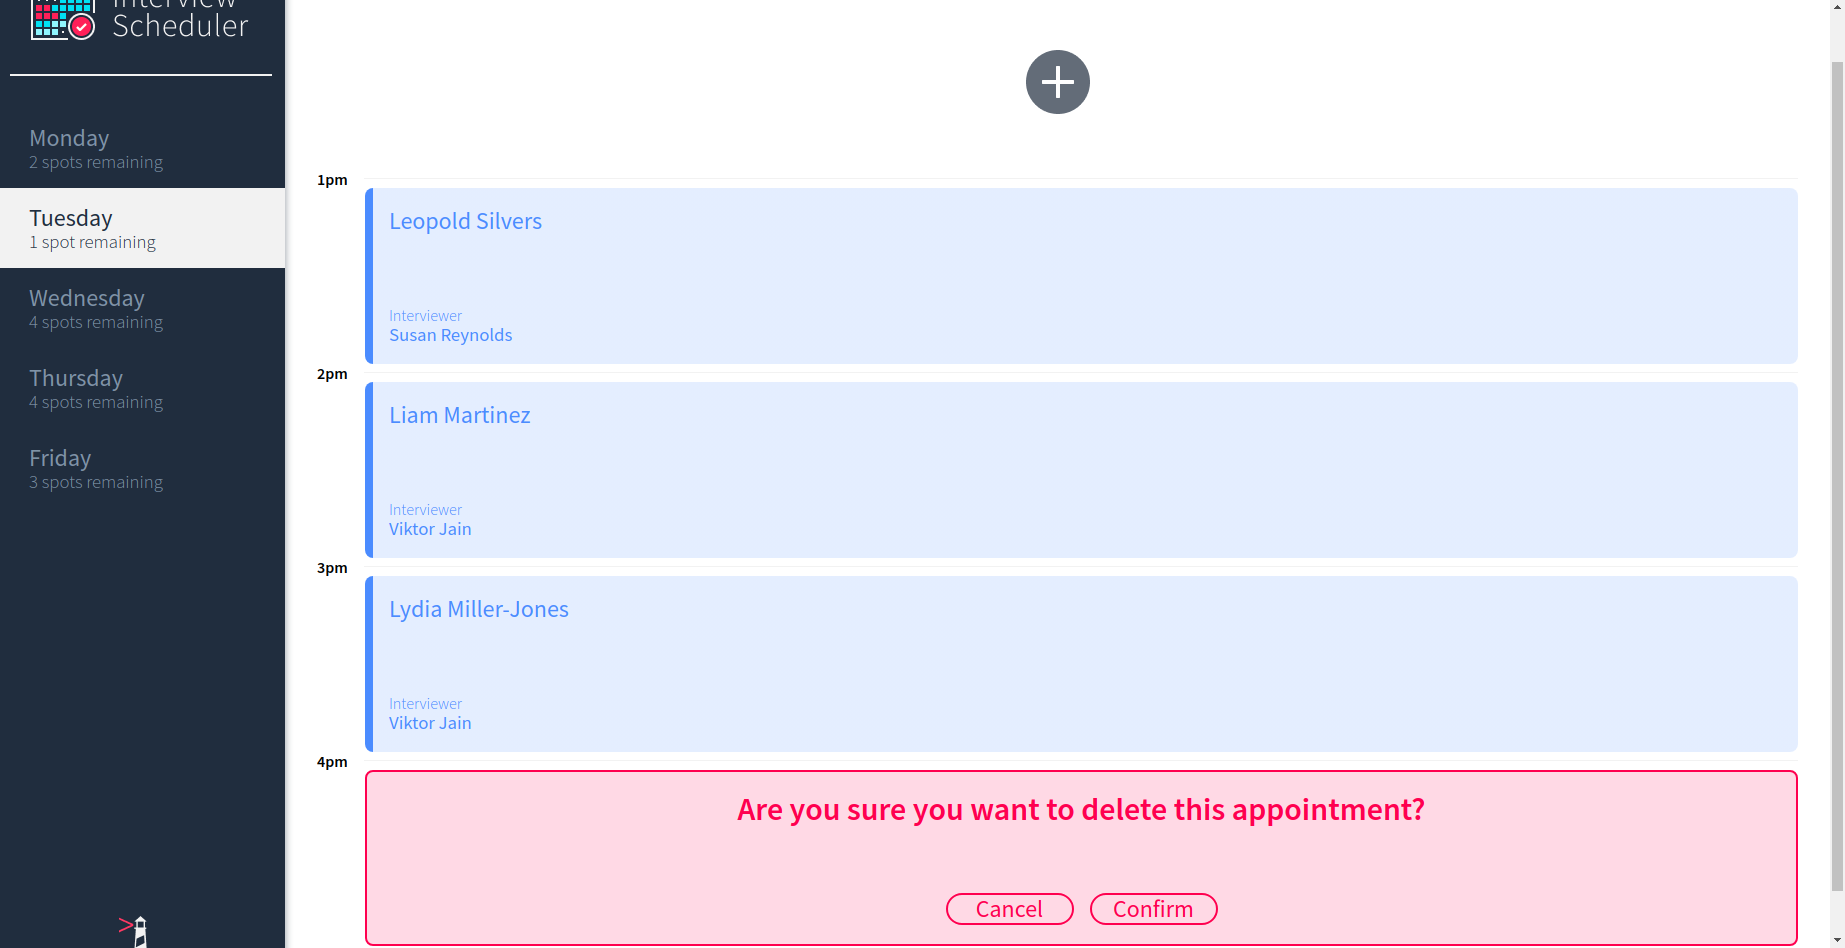 Interview
Scheduler
Monday
2 spots remaining
Tuesday
1 spot remaining
Wednesday
4 spots remaining
Thursday
4 spots remaining
Friday
3 spots remaining
1pm
Leopold Silvers
Interviewer
Susan Reynolds
2pm
Liam Martinez
Interviewer
Viktor Jain
3pm
Lydia Miller-Jones
Interviewer
Viktor Jain
4pm
Are you sure you want to delete this appointment?
Cancel
Confirm